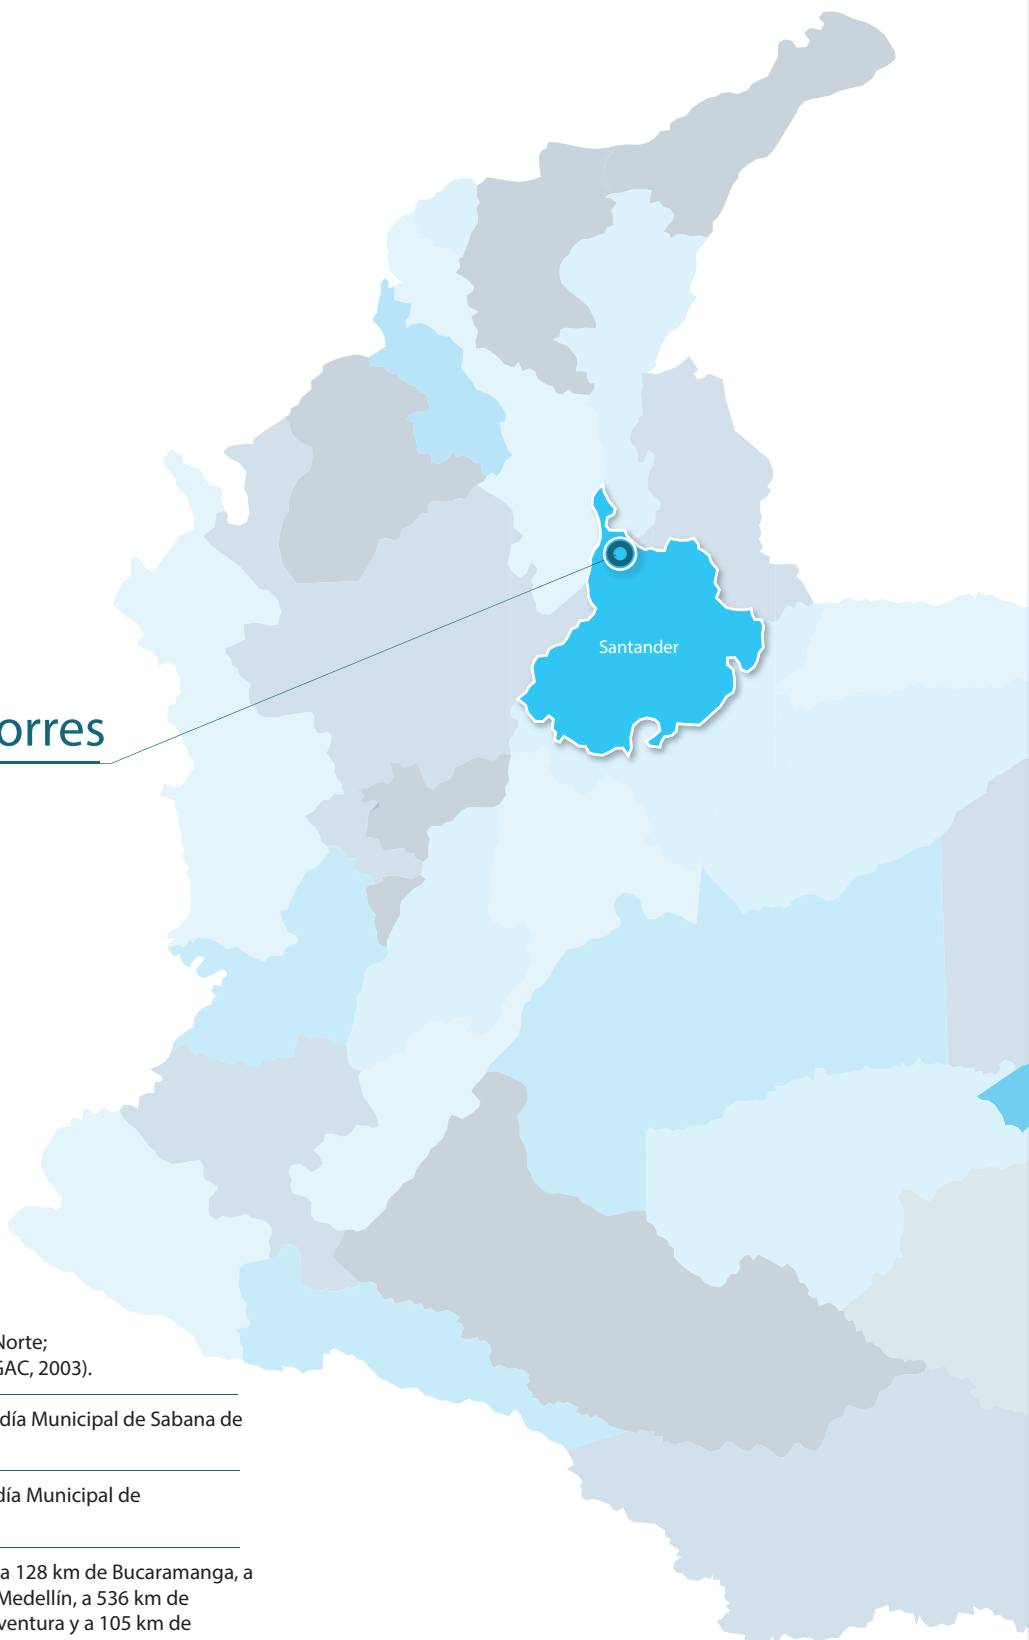 Santander
orres
Norte;
GAC, 2003).
día Municipal de Sabana de
día Municipal de
a 128 km de Bucaramanga, a
Medellín, a 536 km de
ventura y a 105 km de